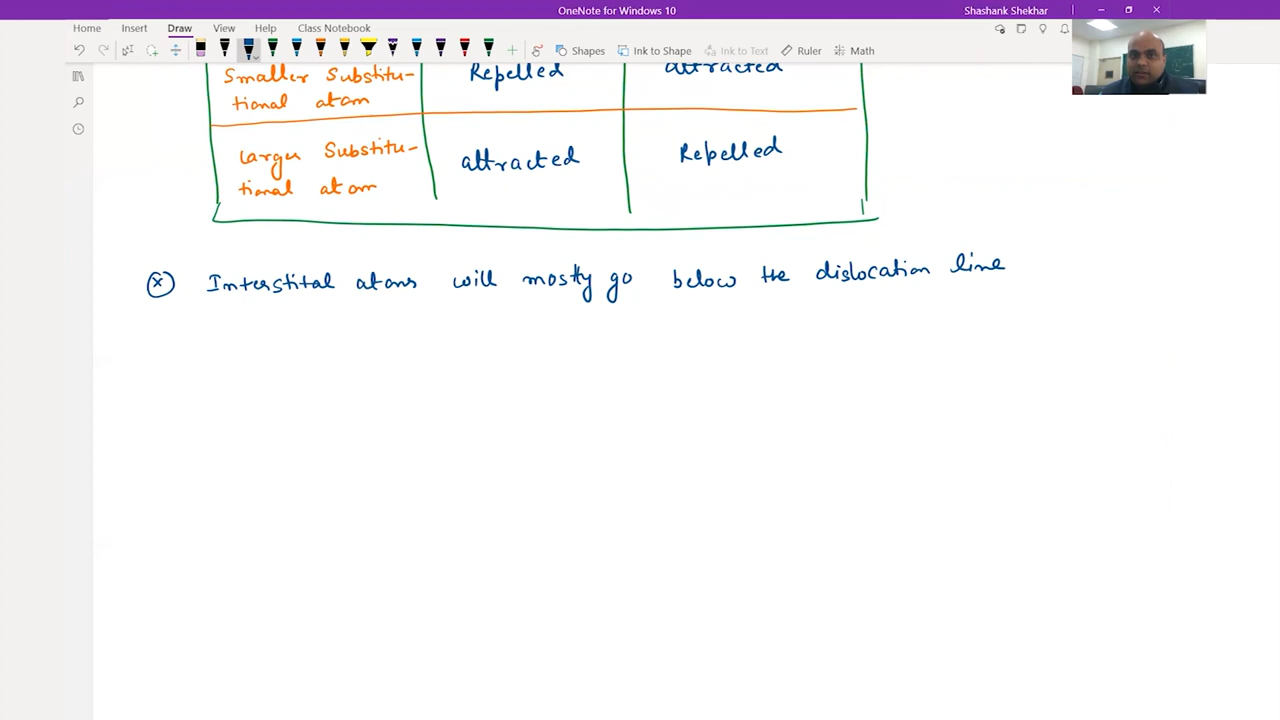 OneNote for Windows 10
Shashank Shekhar
Home Insert Draw View Help Class Notebook
Shapes Ink to Shape Ink to Text Ruler Math
Smaller Substitu- Repelled attracted
tional atom
Larger Substitu- attracted Repelled
tional atom
(x) Interstital atoms will mostly go below the dislocation line